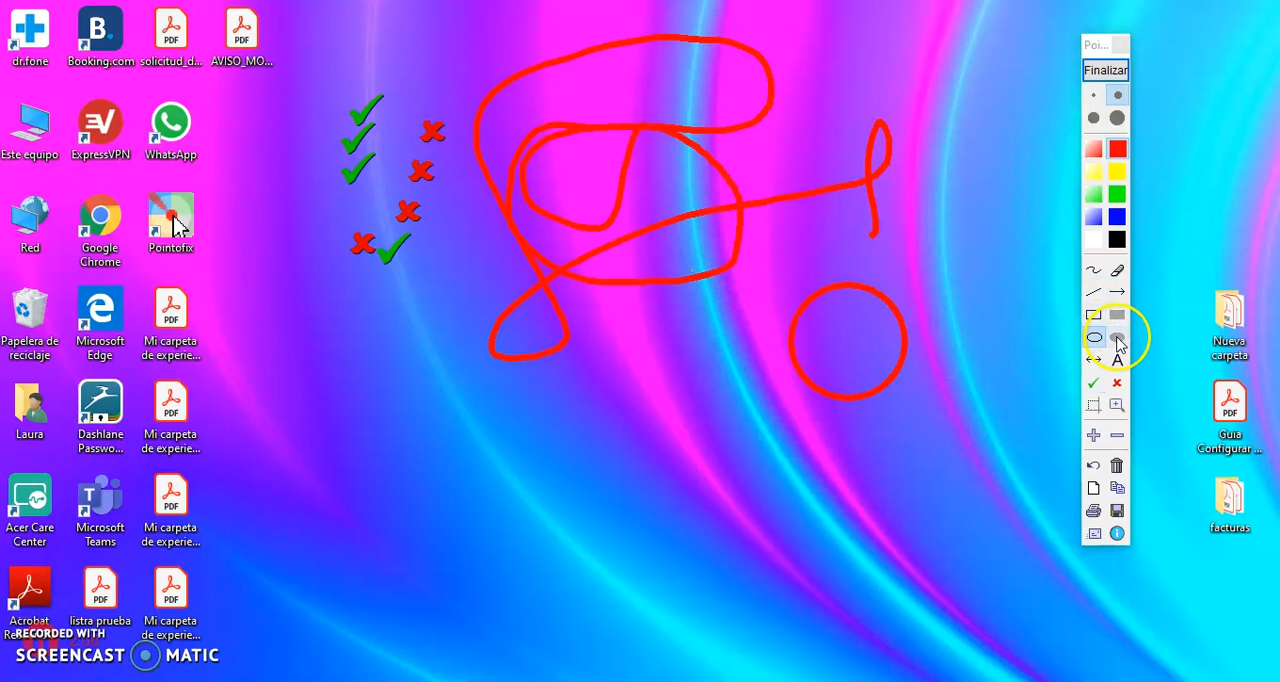 dr.fone
Booking.com
solicitud_d...
AVISO_MO...
Este equipo
ExpressVPN
WhatsApp
Red
Google
Chrome
Pointofix
Papelera de
reciclaje
Microsoft
Edge
Mi carpeta
de experie...
Laura
Dashlane
Passwo...
Mi carpeta
de experie...
Acer Care
Center
Microsoft
Teams
Mi carpeta
de experie...
Acrobat
listra prueba
Mi carpeta
de experie...
RECORDED WITH
SCREENCAST MATIC
Poi...
Finalizar
A
Nueva
carpeta
Guia
Configurar ...
facturas